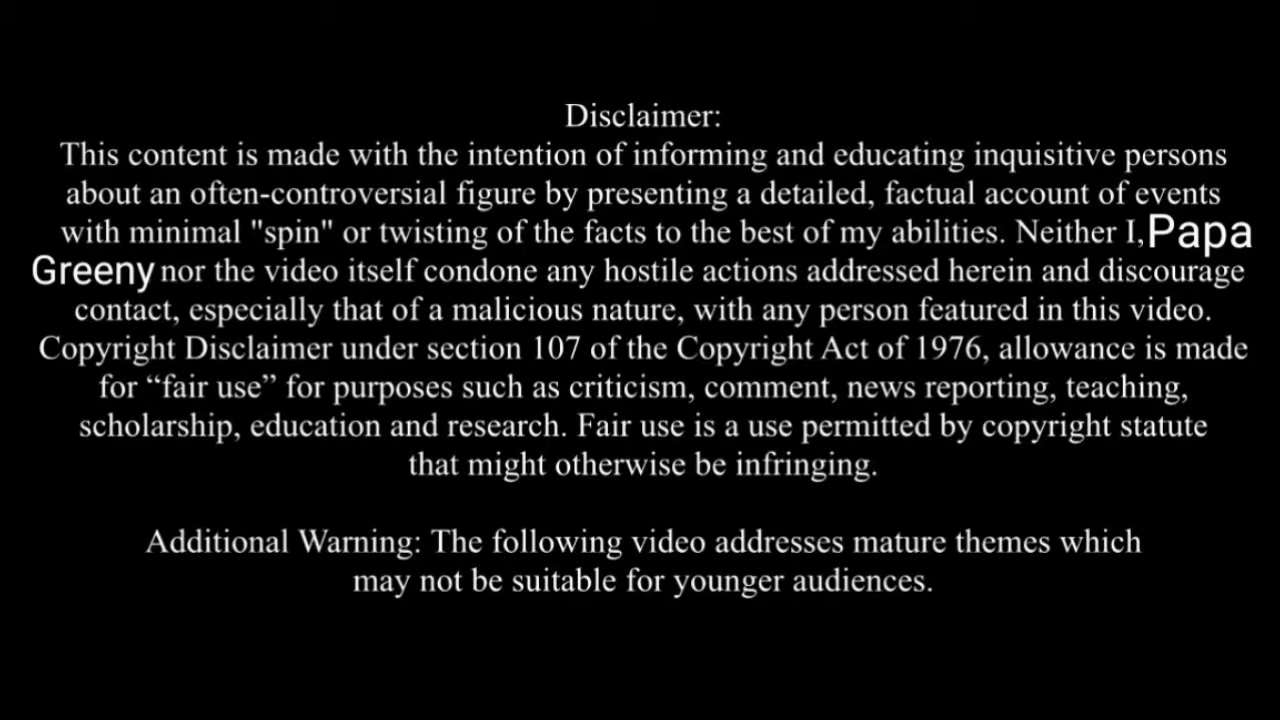 Disclaimer:
This content is made with the intention of informing and educating inquisitive persons
about an often-controversial figure by presenting a detailed, factual account of events
with minimal "spin" or twisting of the facts to the best of my abilities. Neither I, Papa
Greeny nor the video itself condone any hostile actions addressed herein and discourage
contact, especially that of a malicious nature, with any person featured in this video.
Copyright Disclaimer under section 107 of the Copyright Act of 1976, allowance is made
for “fair use” for purposes such as criticism, comment, news reporting, teaching,
scholarship, education and research. Fair use is a use permitted by copyright statute
that might otherwise be infringing.
Additional Warning: The following video addresses mature themes which
may not be suitable for younger audiences.